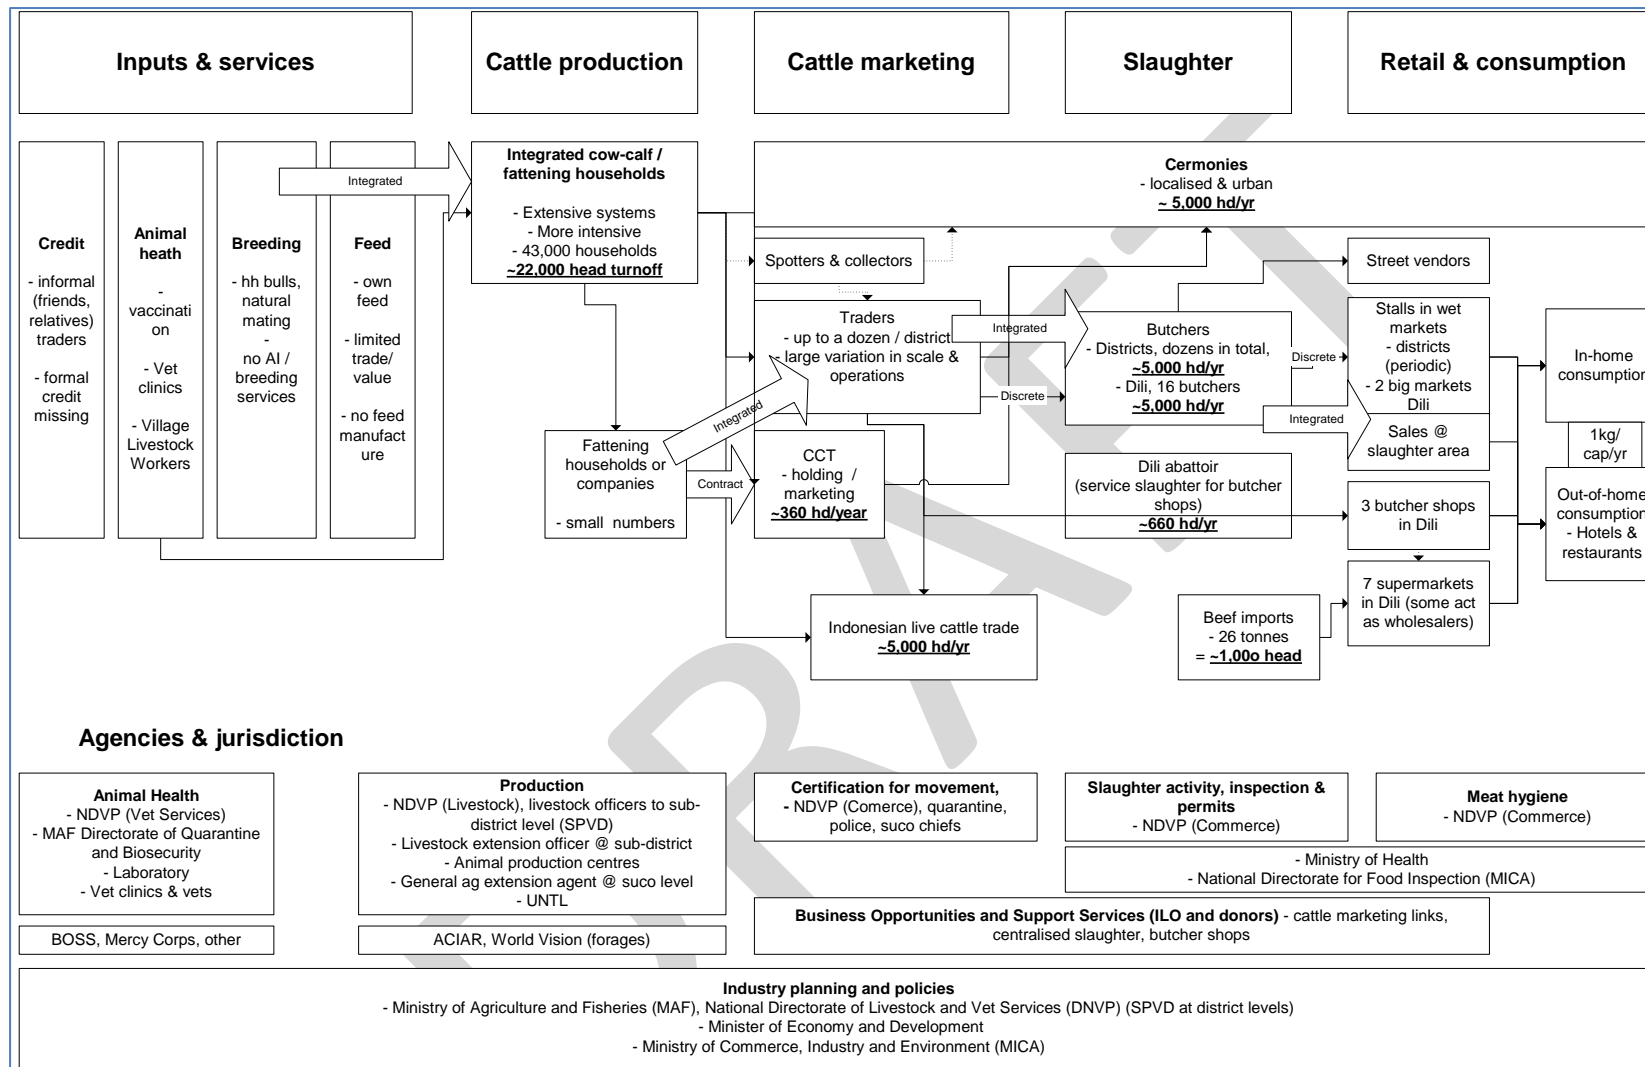 Inputs & services
Cattle production
Cattle marketing
Slaughter
Retail & consumption
Credit
- informal
(friends,
relatives)
traders
- formal
credit
missing
Animal
heath
-
vaccinati
on
- Vet
clinics
- Village
Livestock
Workers
Breeding
- hh bulls,
natural
mating
-
no AI /
breeding
services
Feed
- own
feed
- limited
trade/
value
- no feed
manufact
ure
Integrated
Integrated cow-calf /
fattening households
- Extensive systems
- More intensive
- 43,000 households
~22,000 head turnoff
Fattening
households or
companies
- small numbers
Integrated
Contract
Cermonies
- localised & urban
~ 5,000 hd/yr
Spotters & collectors
Traders
- up to a dozen / district
- large variation in scale &
operations
CCT
- holding /
marketing
~360 hd/year
Indonesian live cattle trade
~5,000 hd/yr
Integrated
Discrete
Butchers
- Districts, dozens in total,
~5,000 hd/yr
- Dili, 16 butchers
~5,000 hd/yr
Dili abattoir
(service slaughter for butcher
shops)
~660 hd/yr
Beef imports
- 26 tonnes
= ~1,00o head
Discrete
Integrated
Street vendors
Stalls in wet
markets
- districts
(periodic)
- 2 big markets
Dili
Sales @
slaughter area
3 butcher shops
in Dili
7 supermarkets
in Dili (some act
as wholesalers)
In-home
consumption
1kg/
cap/yr
Out-of-home
consumption
- Hotels &
restaurants
Agencies & jurisdiction
Animal Health
- NDVP (Vet Services)
- MAF Directorate of Quarantine
and Biosecurity
- Laboratory
- Vet clinics & vets
BOSS, Mercy Corps, other
Production
- NDVP (Livestock), livestock officers to sub-
district level (SPVD)
- Livestock extension officer @ sub-district
- Animal production centres
- General ag extension agent @ suco level
- UNTL
ACIAR, World Vision (forages)
Certification for movement,
- NDVP (Comerce), quarantine,
police, suco chiefs
Slaughter activity, inspection &
permits
- NDVP (Commerce)
Meat hygiene
- NDVP (Commerce)
- Ministry of Health
- National Directorate for Food Inspection (MICA)
Business Opportunities and Support Services (ILO and donors) - cattle marketing links,
centralised slaughter, butcher shops
Industry planning and policies
- Ministry of Agriculture and Fisheries (MAF), National Directorate of Livestock and Vet Services (DNVP) (SPVD at district levels)
- Minister of Economy and Development
- Ministry of Commerce, Industry and Environment (MICA)
DRAFT